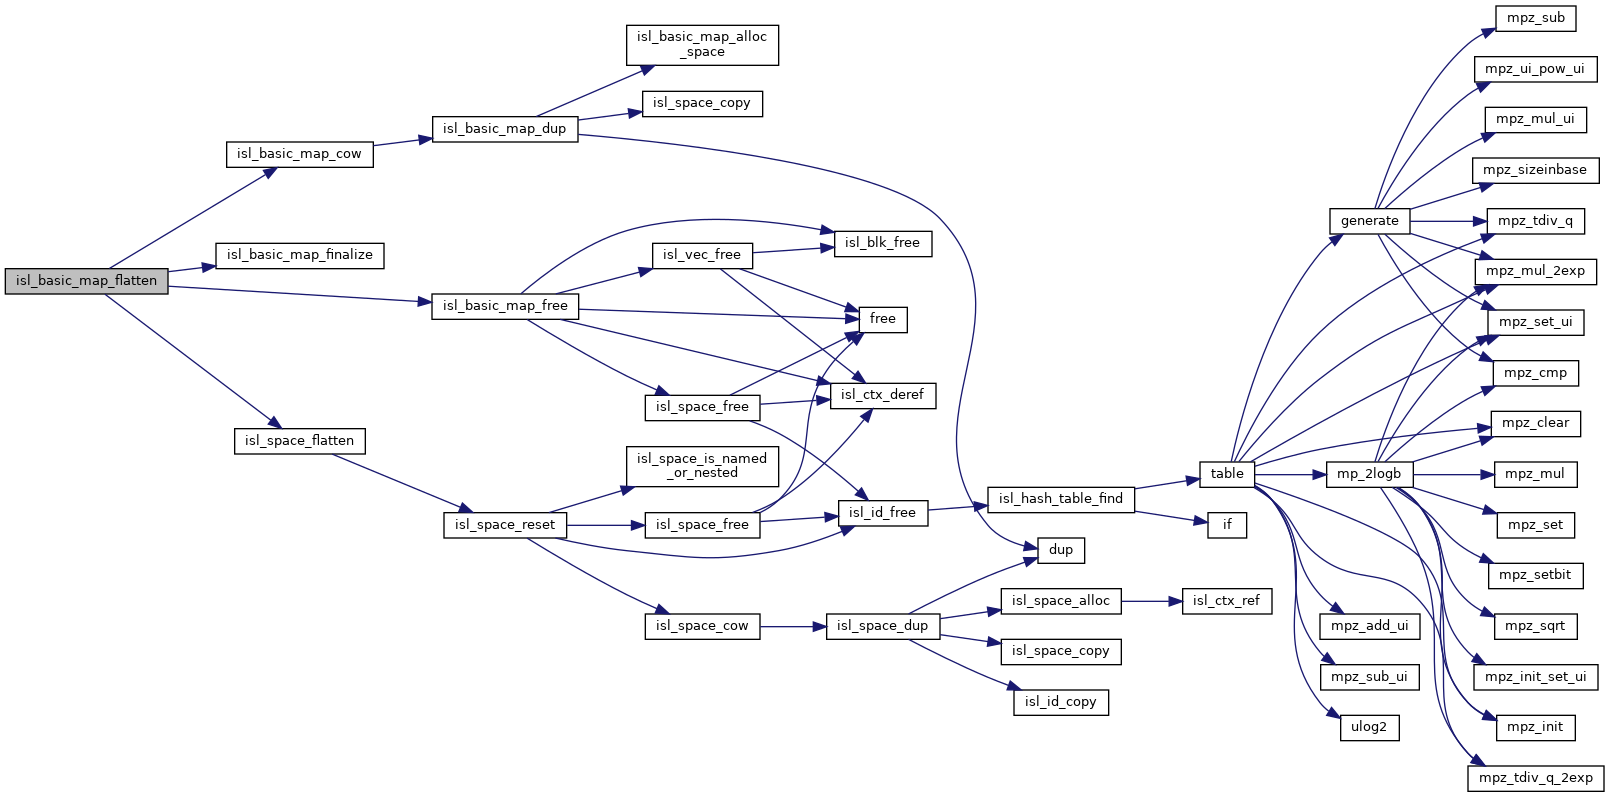 isl_basic_map_flatten
isl_basic_map_cow
isl_basic_map_finalize
isl_space_flatten
isl_basic_map_dup
isl_basic_map_free
isl_space_reset
isl_basic_map_alloc
_space
isl_space_copy
isl_vec_free
isl_space_free
isl_space_is_named
_or_nested
isl_space_free
isl_space_cow
isl_blk_free
free
isl_ctx_deref
isl_id_free
isl_space_dup
isl_hash_table_find
dup
isl_space_alloc
isl_space_copy
isl_id_copy
table
if
isl_ctx_ref
generate
mp_2logb
mpz_add_ui
mpz_sub_ui
ulog2
mpz_sub
mpz_ui_pow_ui
mpz_mul_ui
mpz_sizeinbase
mpz_tdiv_q
mpz_mul_2exp
mpz_set_ui
mpz_cmp
mpz_clear
mpz_mul
mpz_set
mpz_setbit
mpz_sqrt
mpz_init_set_ui
mpz_init
mpz_tdiv_q_2exp